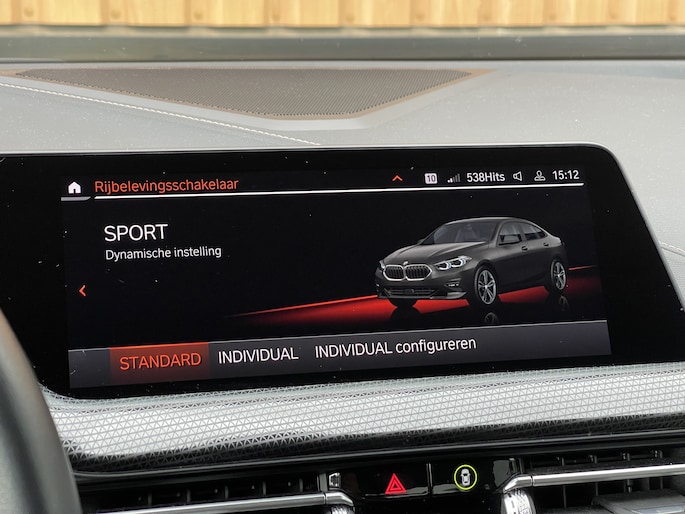 Rijbelevingsschakelaar 10 538Hits 15:12
SPORT
Dynamische instelling
STANDARD INDIVIDUAL INDIVIDUAL configureren